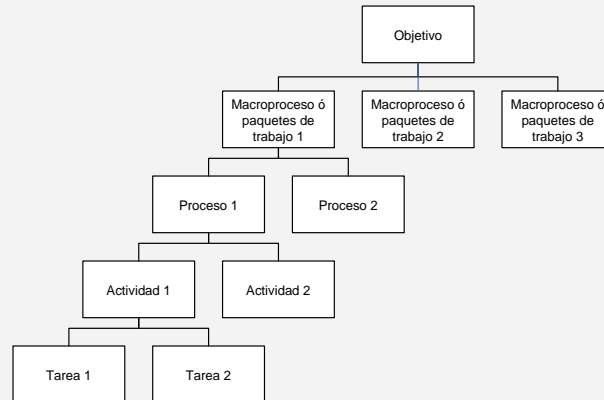 Objetivo
Macroproceso ó
paquetes de
trabajo 1
Macroproceso ó
paquetes de
trabajo 2
Macroproceso ó
paquetes de
trabajo 3
Proceso 1
Proceso 2
Actividad 1
Actividad 2
Tarea 1
Tarea 2